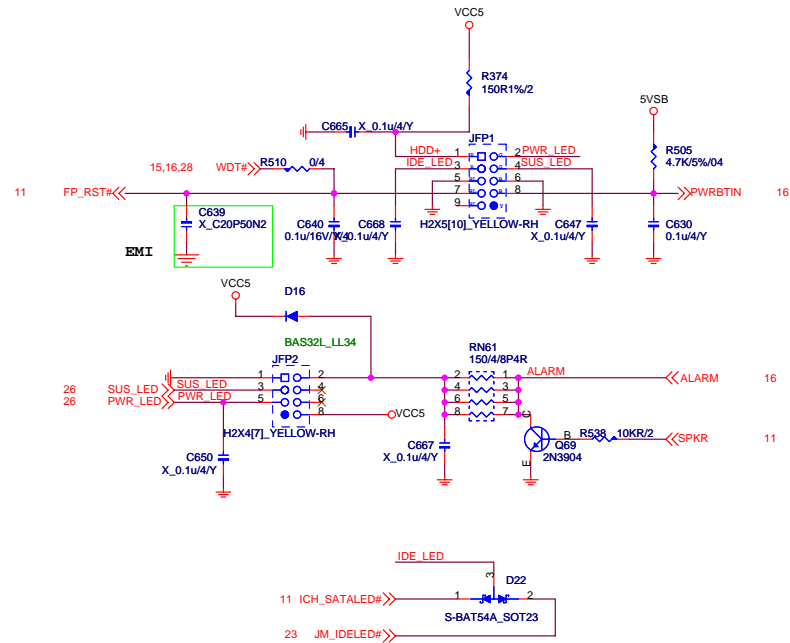 VCC5
R374
150R1%/2
5VSB
C665 X_0.1u/4/Y
JFP1
HDD+ 1 2 PWR_LED
IDE_LED 3 4 SUS_LED
R505
4.7K/5%/04
15,16,28 WDT# R510 0/4
5 6
11 FP_RST# 7 8 PWRBTIN 16
9
C639
X_C20P50N2
EMI
C640
0.1u/16V/Y/4
C668
X_0.1u/4/Y
H2X5[10]_YELLOW-RH
C647
X_0.1u/4/Y
C630
0.1u/4/Y
VCC5
D16
BAS32L_LL34
JFP2
RN61
150/4/8P4R
1 2
2 1 ALARM ALARM 16
26 SUS_LED SUS_LED 3 4
4 3
26 PWR_LED PWR_LED 5 6
6 5
8 VCC5
8 7
H2X4[7]_YELLOW-RH
C650
X_0.1u/4/Y
C667
X_0.1u/4/Y
C
B
E
Q69
2N3904
R538 10KR/2
SPKR 11
IDE_LED
3
D22
11 ICH_SATALED# 1 2
S-BAT54A_SOT23
23 JM_IDELED#